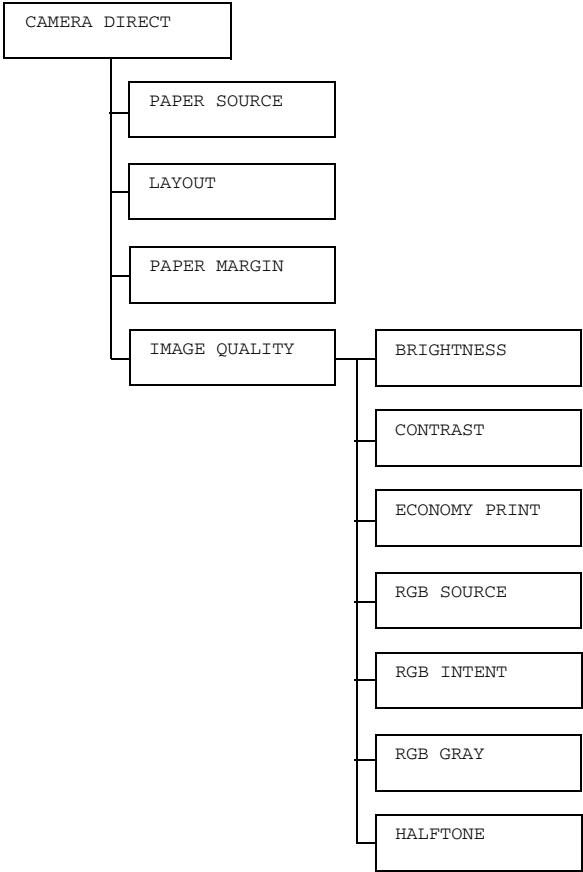 CAMERA DIRECT
PAPER SOURCE
LAYOUT
PAPER MARGIN
IMAGE QUALITY
BRIGHTNESS
CONTRAST
ECONOMY PRINT
RGB SOURCE
RGB INTENT
RGB GRAY
HALFTONE